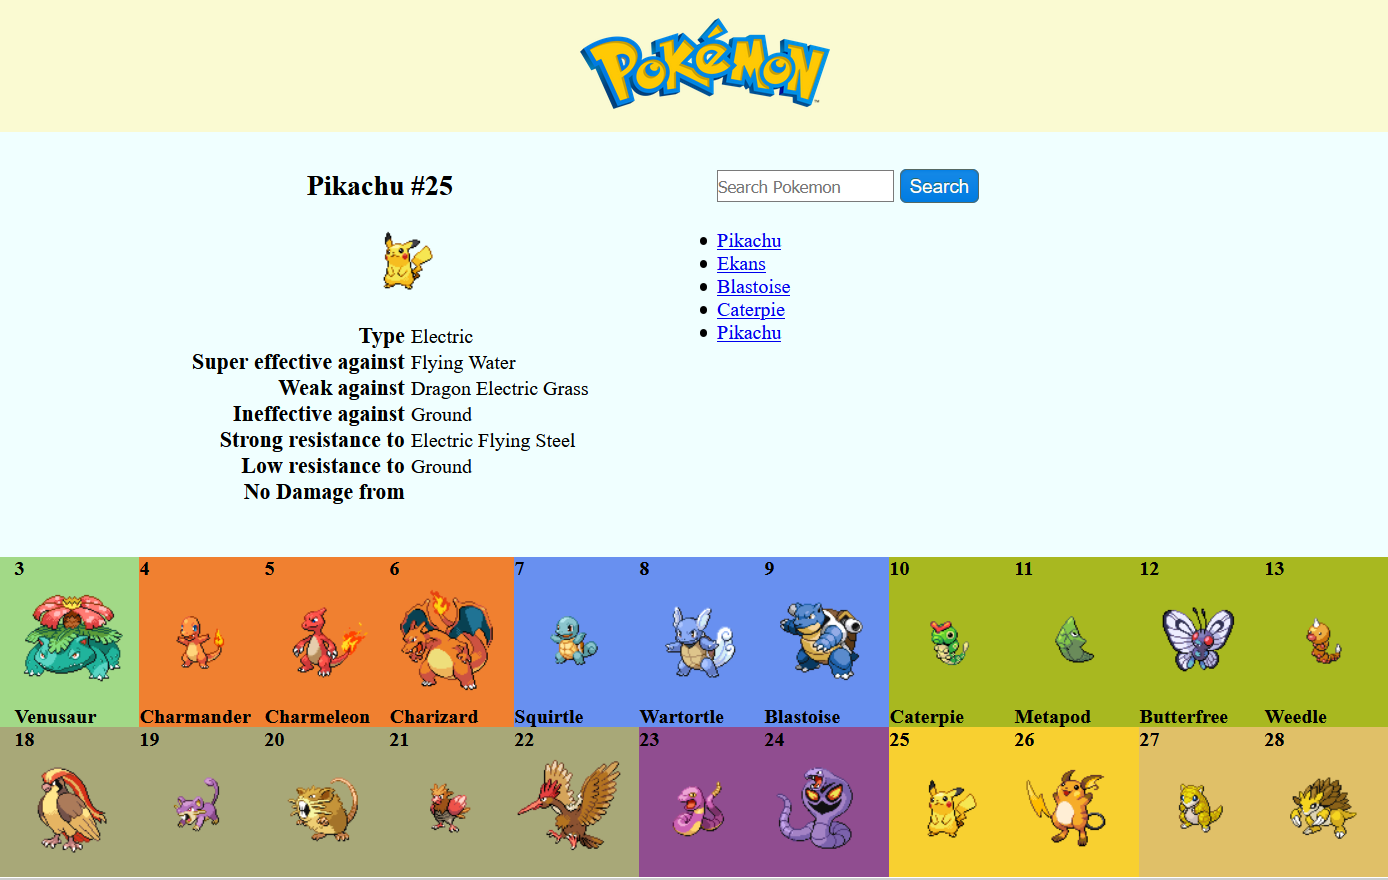 Pokémon
Pikachu #25
Search Pokemon Search
Pikachu
Ekans
Blastoise
Caterpie
Pikachu
Type Electric
Super effective against Flying Water
Weak against Dragon Electric Grass
Ineffective against Ground
Strong resistance to Electric Flying Steel
Low resistance to Ground
No Damage from
3 4 5 6 7 8 9 10 11 12 13
Venusaur Charmander Charmeleon Charizard Squirtle Wartortle Blastoise Caterpie Metapod Butterfree Weedle
18 19 20 21 22 23 24 25 26 27 28